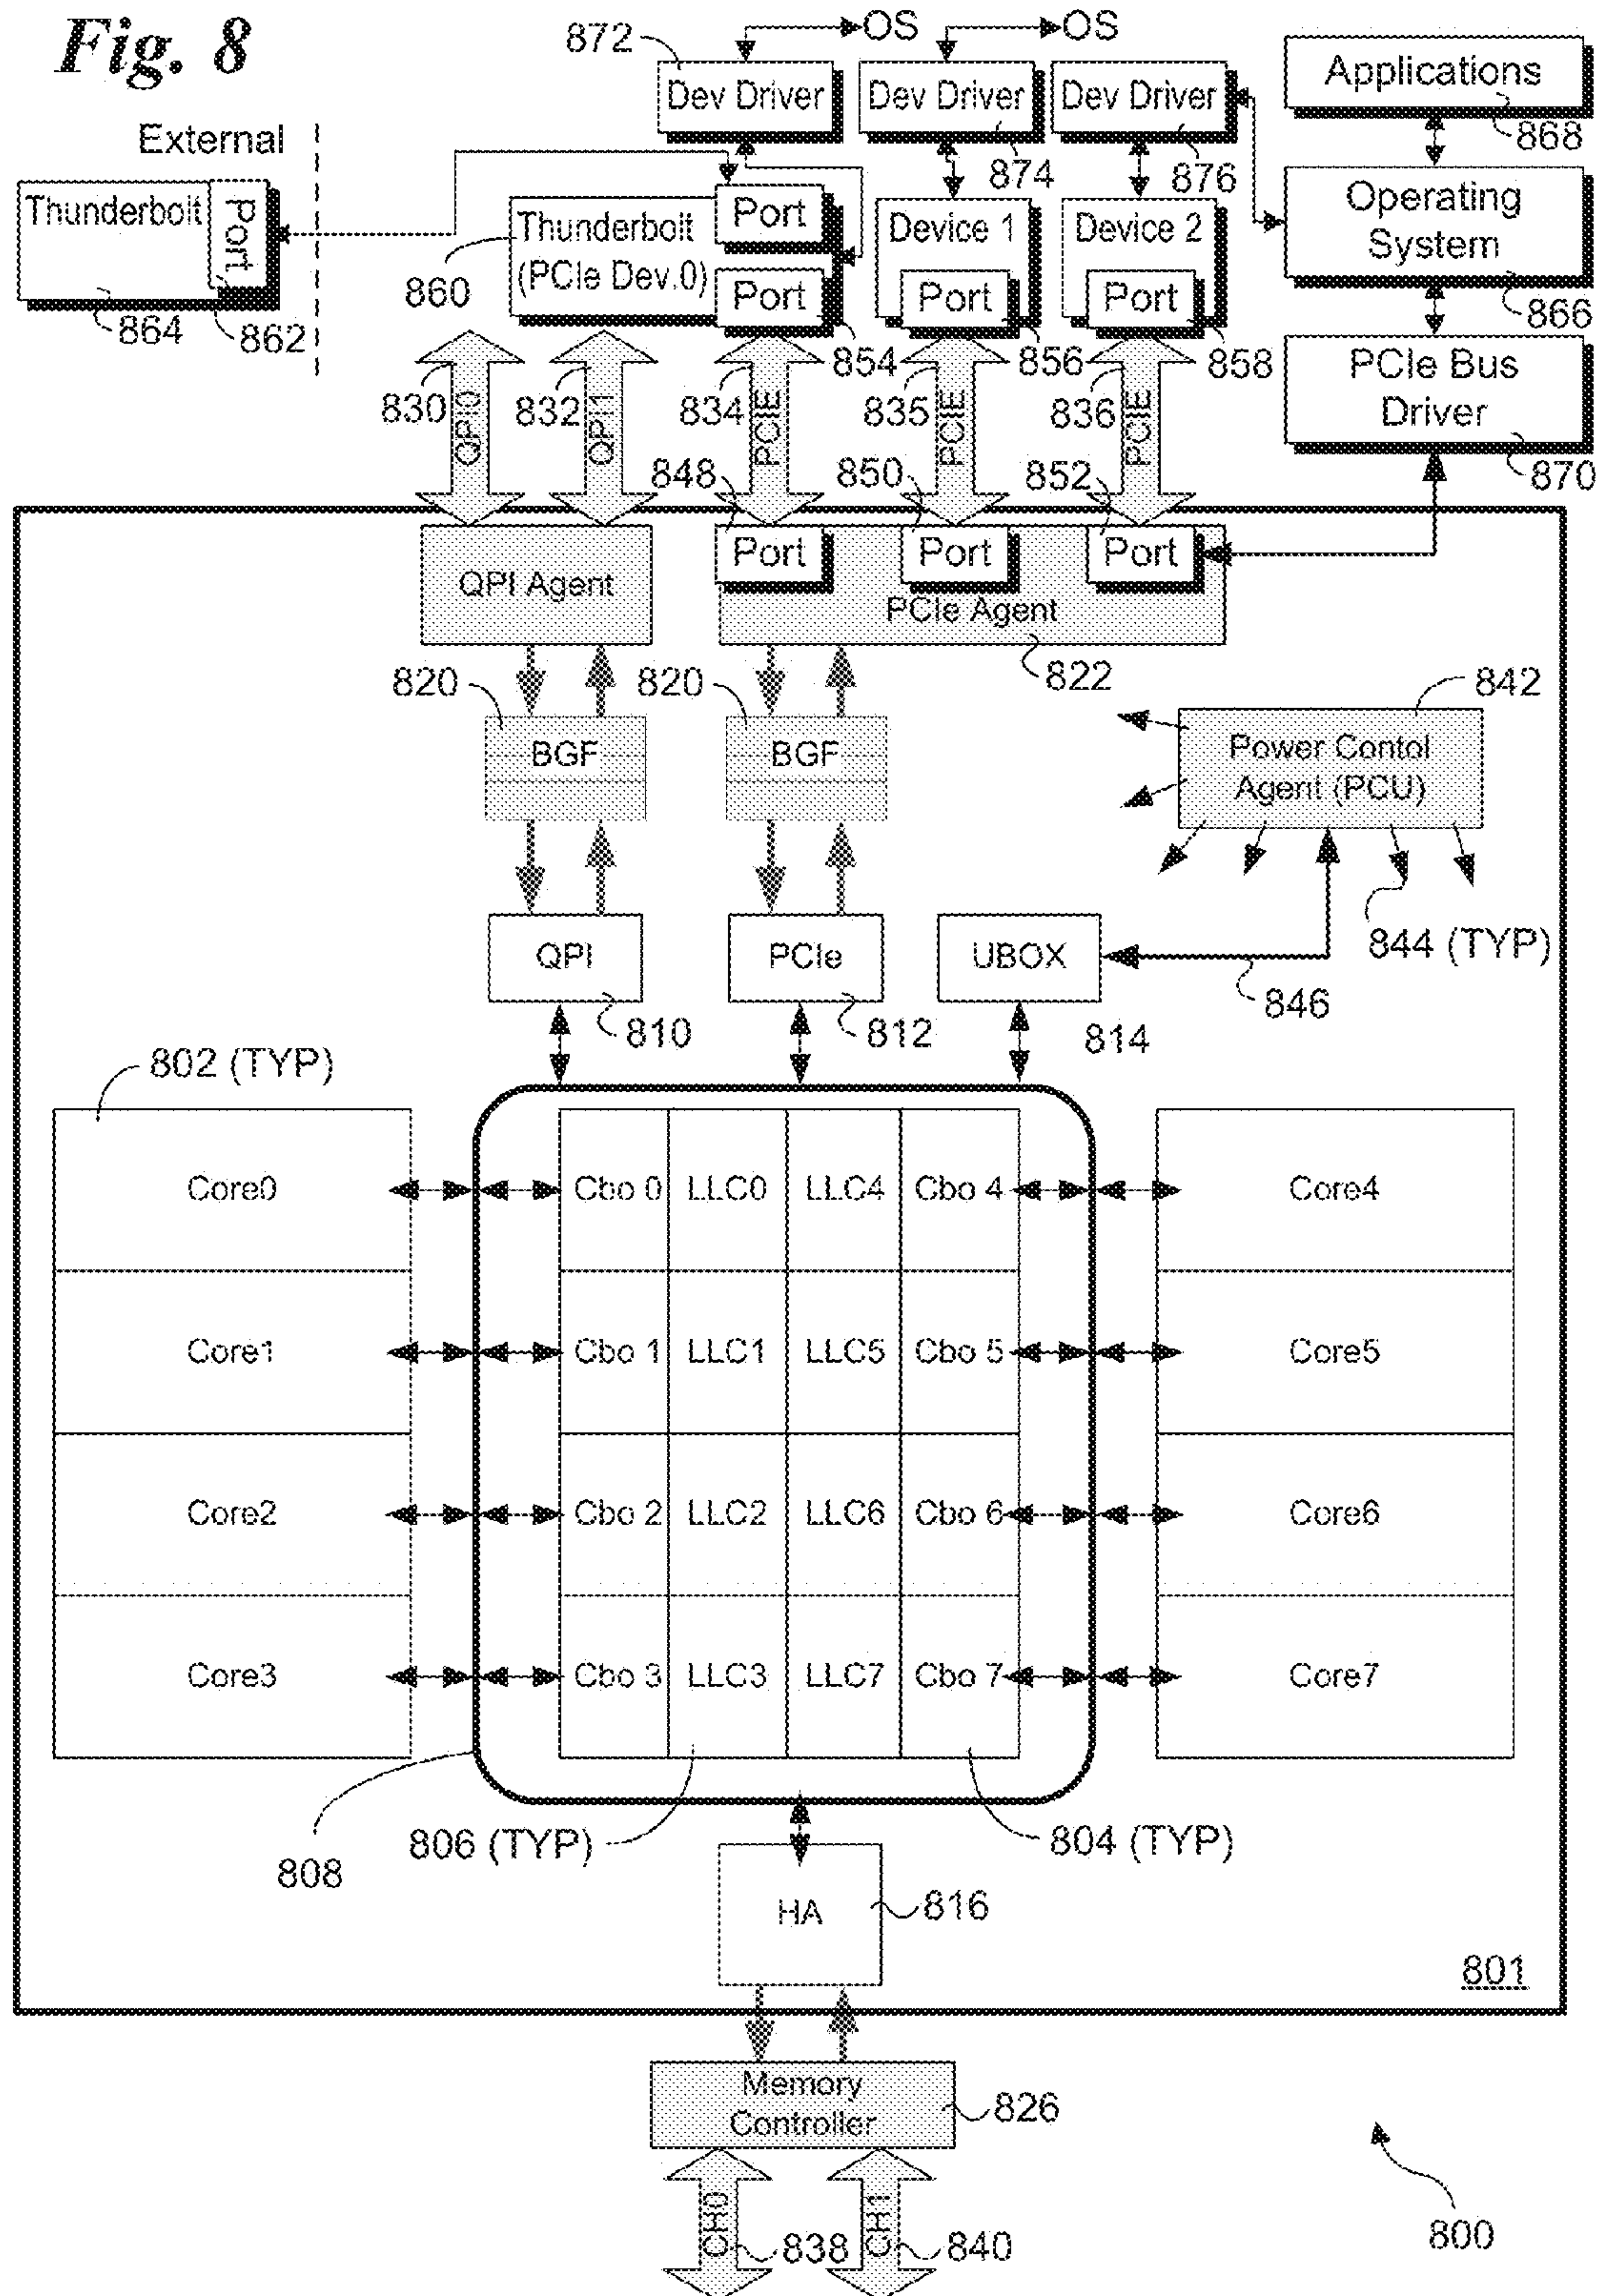 Fig. 8
872
OS
OS
Dev Driver
Dev Driver
Dev Driver
Applications
868
External
874
876
Thunderbolt
Port
Thunderbolt
(PCIe Dev.0)
Port
Port
Device 1
Port
Device 2
Port
Operating
System
860
864
862
854
856
858
866
830
QPI0
832
QPI1
834
PCIE
835
PCIE
836
PCIE
PCIe Bus
Driver
848
850
852
870
QPI Agent
Port
Port
Port
PCIe Agent
820
820
822
842
BGF
BGF
Power Contol
Agent (PCU)
QPI
PCIe
UBOX
844 (TYP)
846
810
812
814
802 (TYP)
Core0
Cbo 0
LLC0
LLC4
Cbo 4
Core4
Core1
Cbo 1
LLC1
LLC5
Cbo 5
Core5
Core2
Cbo 2
LLC2
LLC6
Cbo 6
Core6
Core3
Cbo 3
LLC3
LLC7
Cbo 7
Core7
808
806 (TYP)
804 (TYP)
HA
816
801
Memory
Controller
826
CH0
838
CH1
840
800